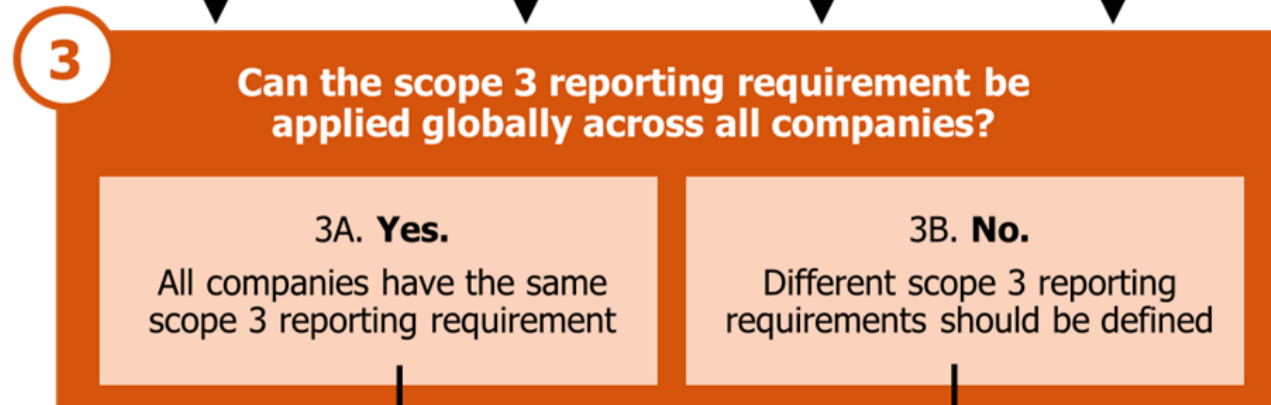 3
Can the scope 3 reporting requirement be
applied globally across all companies?
3A. Yes.
All companies have the same
scope 3 reporting requirement
3B. No.
Different scope 3 reporting
requirements should be defined